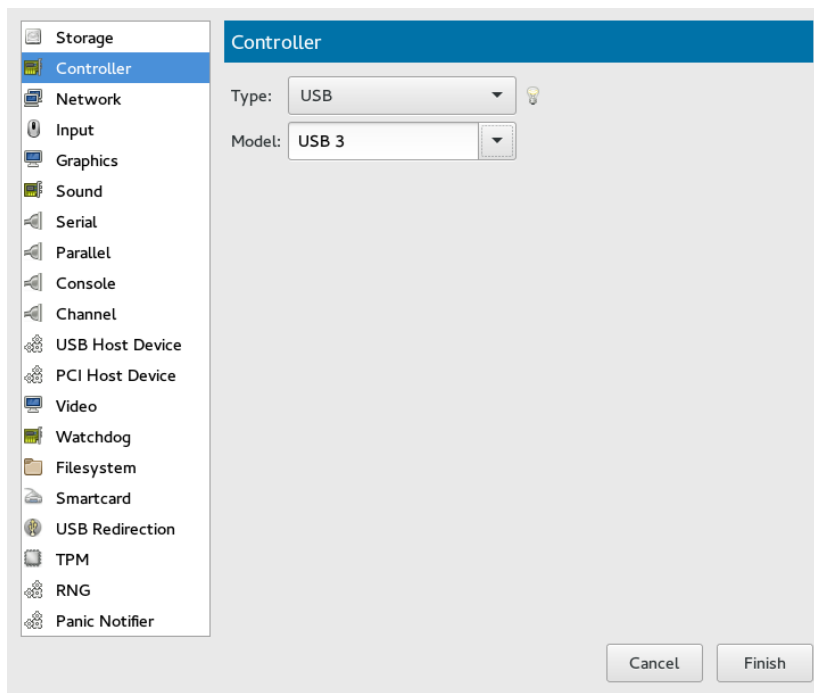 Storage
Controller
Network
Input
Graphics
Sound
Serial
Parallel
Console
Channel
USB Host Device
PCI Host Device
Video
Watchdog
Filesystem
Smartcard
USB Redirection
TPM
RNG
Panic Notifier
Controller
Type: USB
Model: USB 3
Cancel Finish